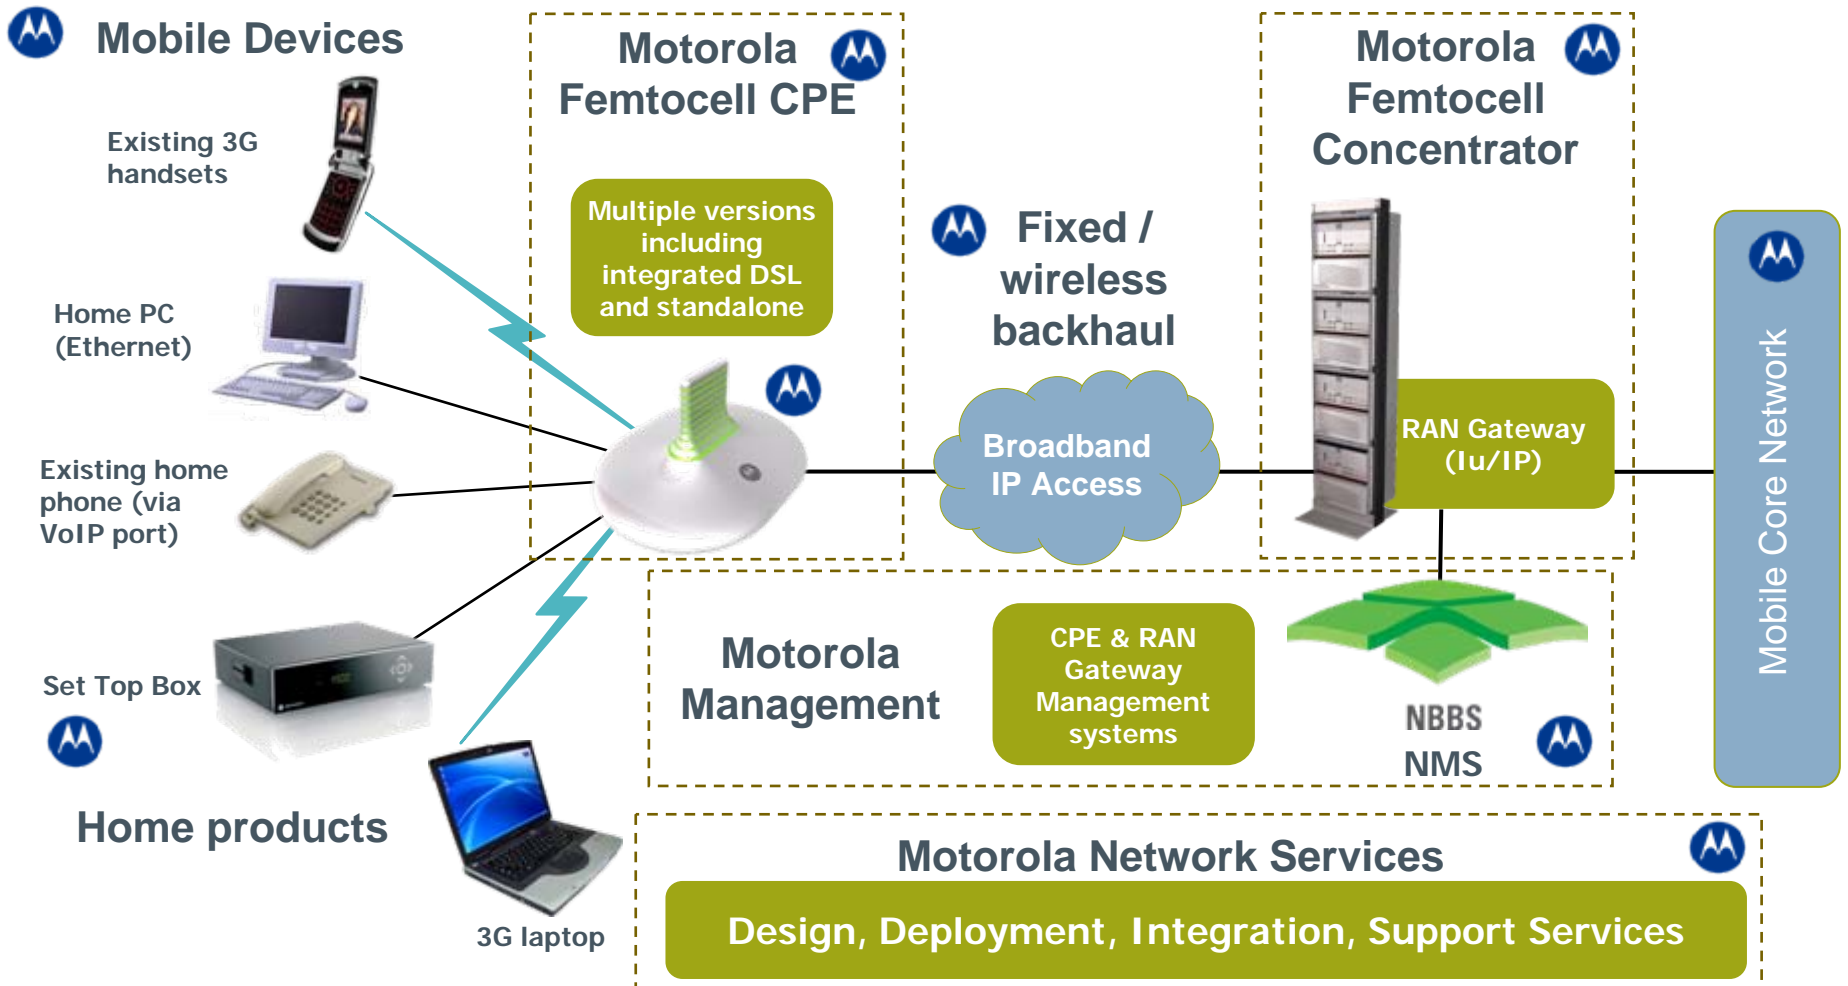 Mobile Devices
Existing 3G
handsets
Home PC
(Ethernet)
Existing home
phone (via
VoIP port)
Set Top Box
Home products
3G laptop
Motorola
Femtocell CPE
Multiple versions
including
integrated DSL
and standalone
Fixed /
wireless
backhaul
Broadband
IP Access
Motorola
Femtocell
Concentrator
RAN Gateway
(Iu/IP)
Mobile Core Network
Motorola
Management
CPE & RAN
Gateway
Management
systems
NBBS
NMS
Motorola Network Services
Design, Deployment, Integration, Support Services